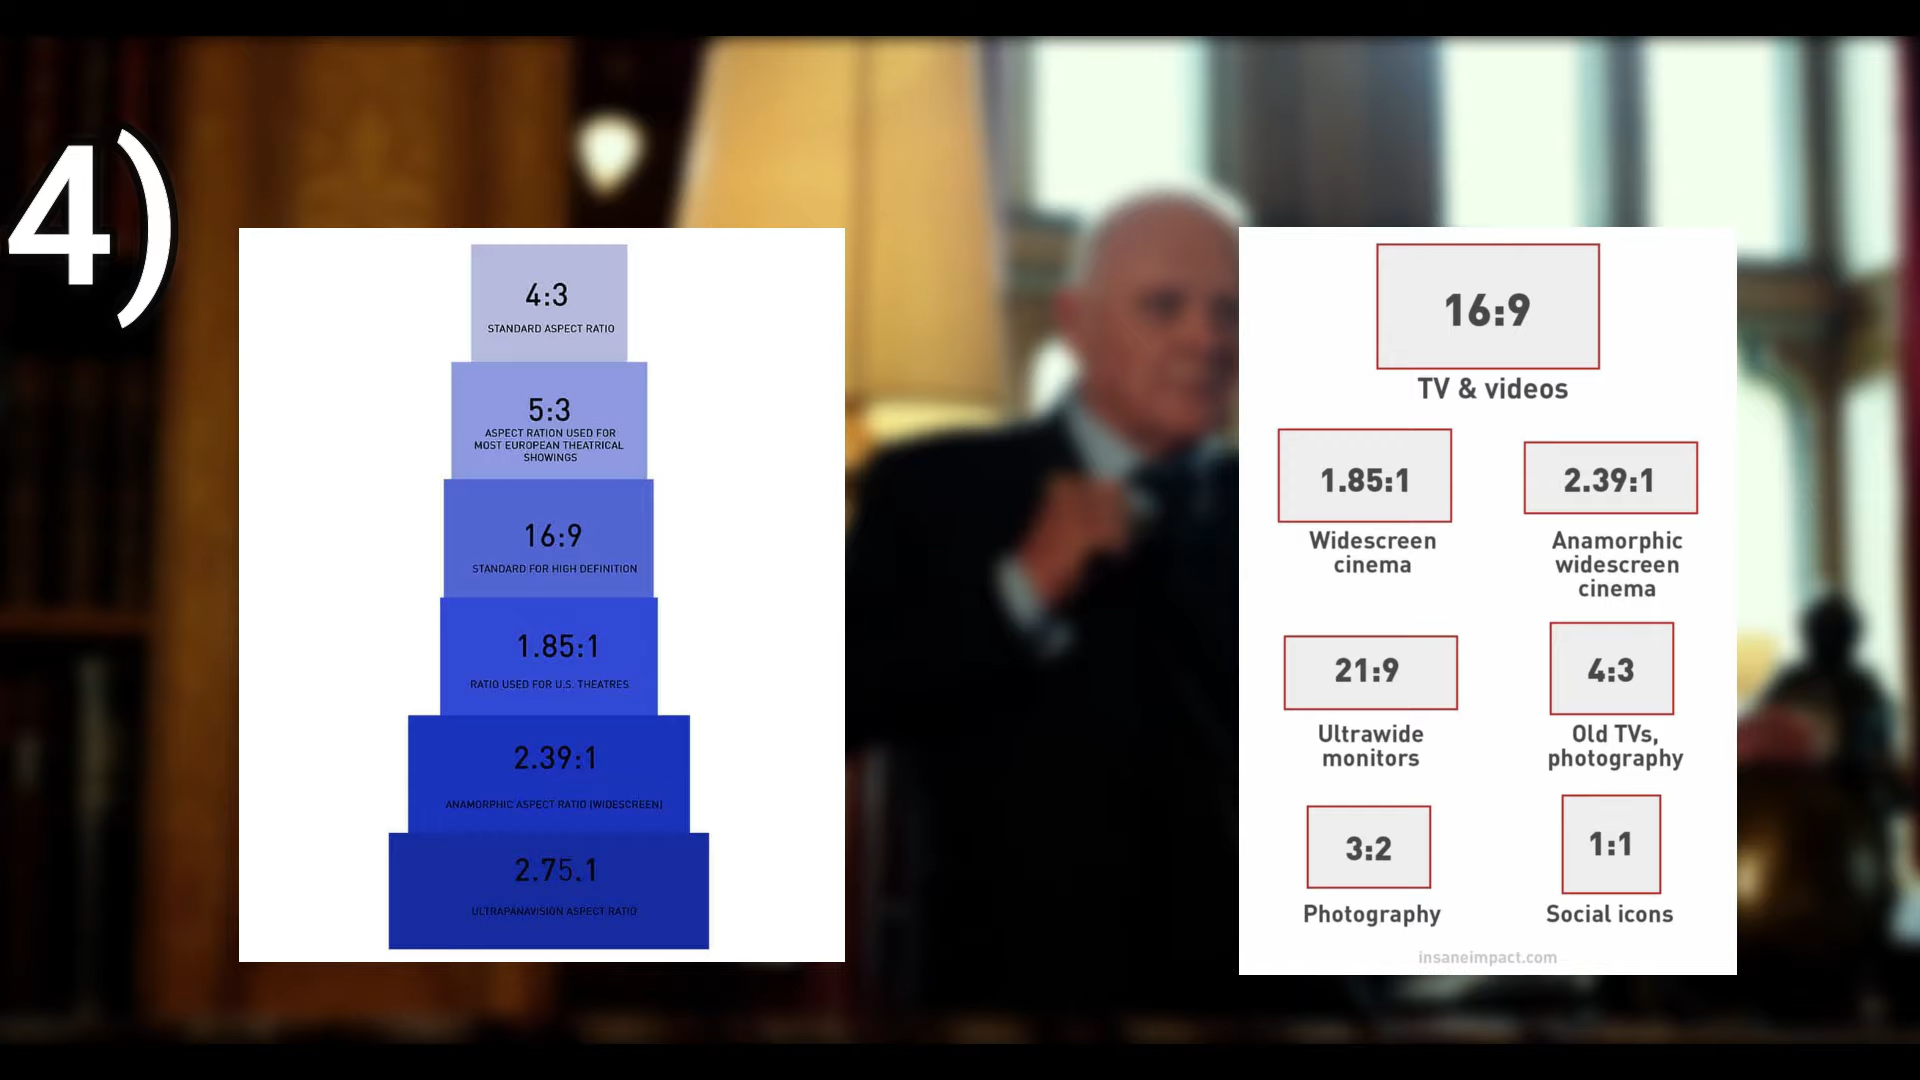 4)
4:3
STANDARD ASPECT RATIO
5:3
ASPECT RATION USED FOR
MOST EUROPEAN THEATRICAL
SHOWINGS
16:9
STANDARD FOR HIGH DEFINITION
1.85:1
RATIO USED FOR U.S. THEATRES
2.39:1
ANAMORPHIC ASPECT RATIO (WIDESCREEN)
2.75.1
ULTRAPANAVISION ASPECT RATIO
16:9
TV & videos
1.85:1
Widescreen
cinema
2.39:1
Anamorphic
widescreen
cinema
21:9
Ultrawide
monitors
4:3
Old TVs,
photography
3:2
Photography
1:1
Social icons
insaneimpact.com